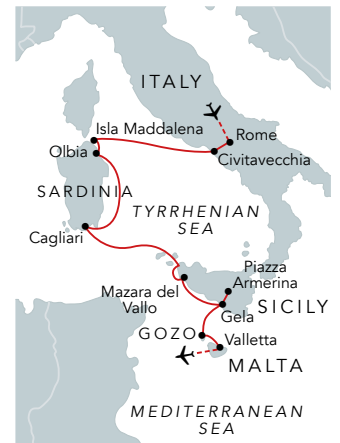 ITALY
Isla Maddalena
Rome
Olbia
Civitavecchia
SARDINIA
TYRRHENIAN
SEA
Cagliari
Piazza
Armerina
Mazara del
Vallo
SICILY
Gela
GOZO
Valletta
MALTA
MEDITERRANEAN
SEA